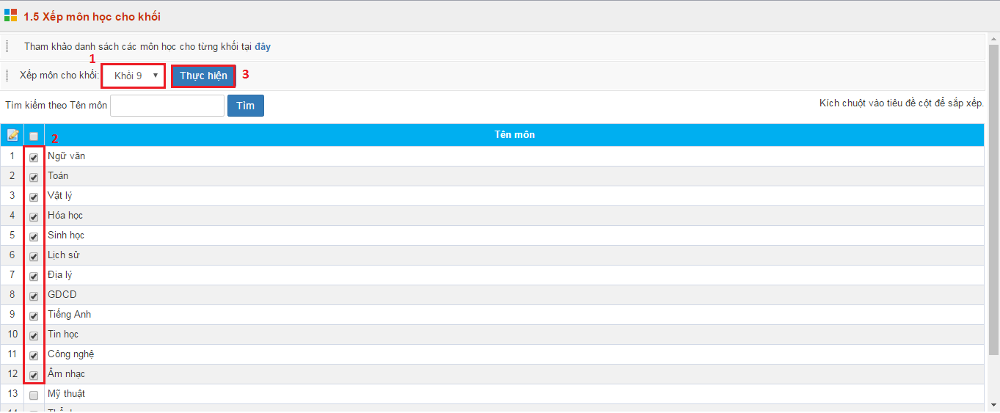 1.5 Xếp môn học cho khối
Tham khảo danh sách các môn học cho từng khối tại đây
1
Xếp môn cho khối: Khối 9 Thực hiện 3
Tìm kiếm theo Tên môn Tìm Kích chuột vào tiêu đề cột để sắp xếp.
2 Tên môn
1 Ngữ văn
2 Toán
3 Vật lý
4 Hóa học
5 Sinh học
6 Lịch sử
7 Địa lý
8 GDCD
9 Tiếng Anh
10 Tin học
11 Công nghệ
12 Âm nhạc
13 Mỹ thuật